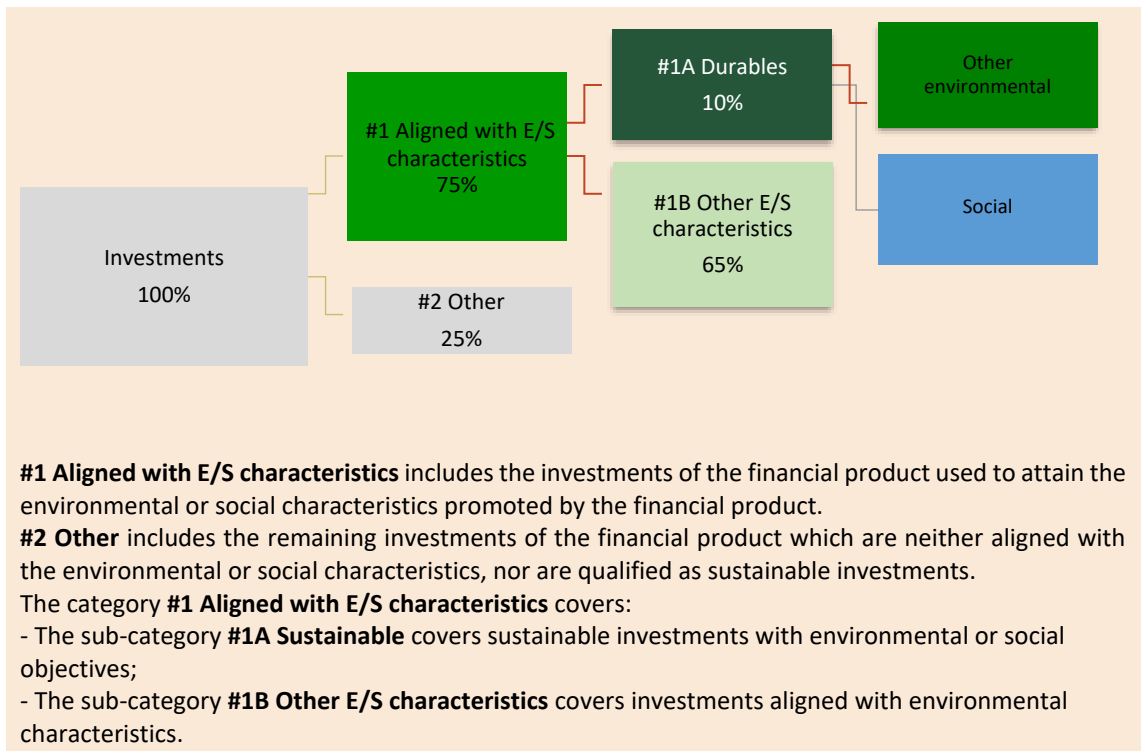 #1A Durables
10%
Other
environmental
#1 Aligned with E/S
characteristics
75%
#1B Other E/S
characteristics
65%
Social
Investments
100%
#2 Other
25%
#1 Aligned with E/S characteristics includes the investments of the financial product used to attain the
environmental or social characteristics promoted by the financial product.
#2 Other includes the remaining investments of the financial product which are neither aligned with
the environmental or social characteristics, nor are qualified as sustainable investments.
The category #1 Aligned with E/S characteristics covers:
- The sub-category #1A Sustainable covers sustainable investments with environmental or social
objectives;
- The sub-category #1B Other E/S characteristics covers investments aligned with environmental
characteristics.